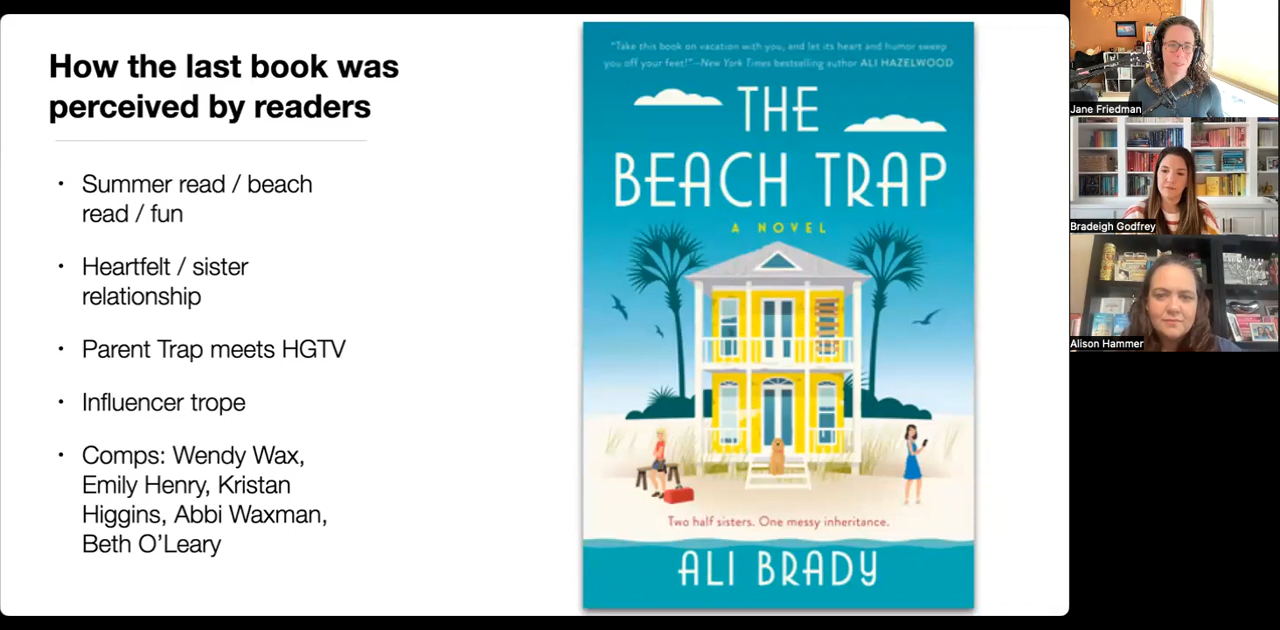 How the last book was
perceived by readers
• Summer read / beach
read / fun
• Heartfelt / sister
relationship
• Parent Trap meets HGTV
• Influencer trope
• Comps: Wendy Wax,
Emily Henry, Kristan
Higgins, Abbi Waxman,
Beth O’Leary
"Take this book on vacation with you, and let its heart and humor sweep
you off your feet!"—New York Times bestselling author ALI HAZELWOOD
THE
BEACH TRAP
A NOVEL
Two half sisters. One messy inheritance.
ALI BRADY
Jane Friedman
Bradeigh Godfrey
Alison Hammer